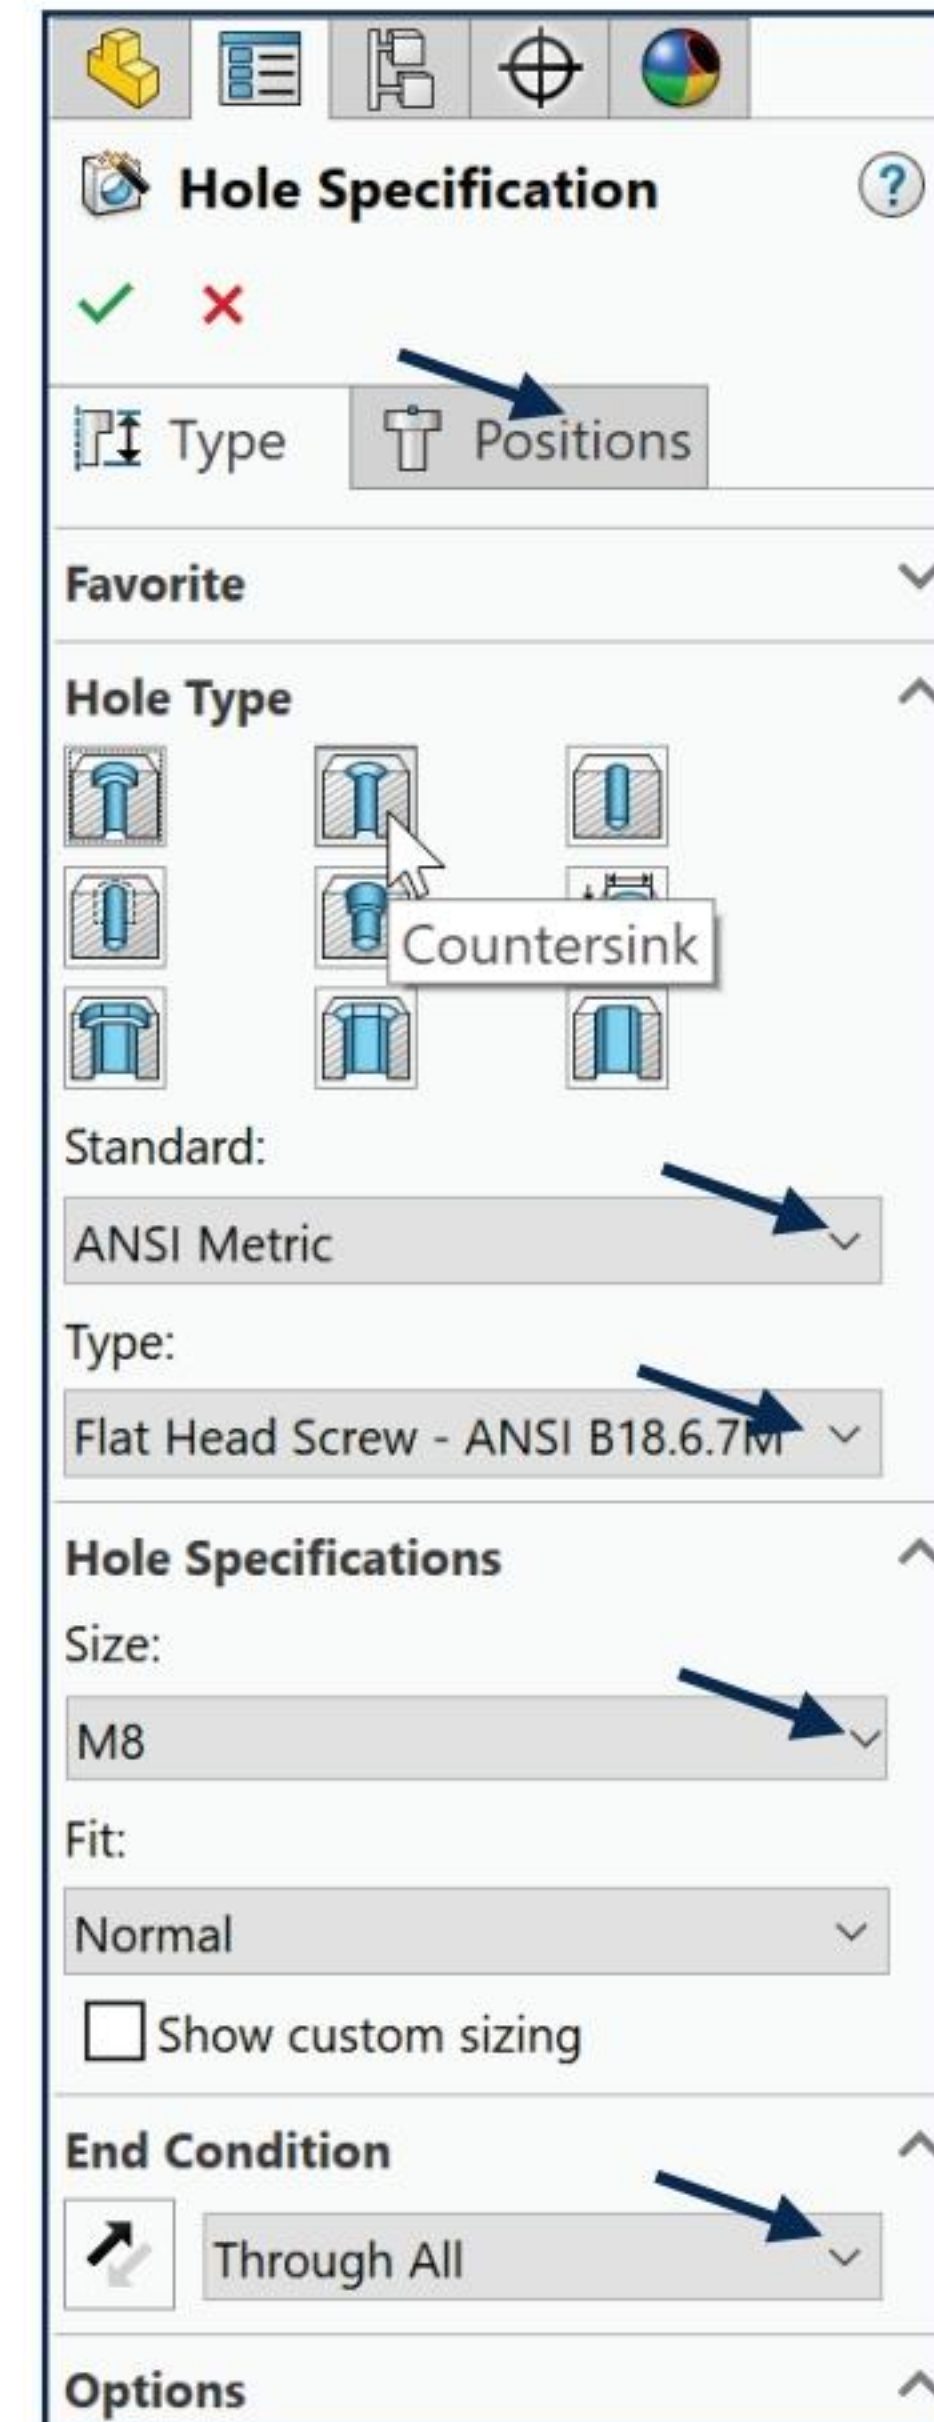 Hole Specification
?
Type Positions
Favorite
Hole Type
Countersink
Standard:
ANSI Metric
Type:
Flat Head Screw - ANSI B18.6.7M
Hole Specifications
Size:
M8
Fit:
Normal
Show custom sizing
End Condition
Through All
Options